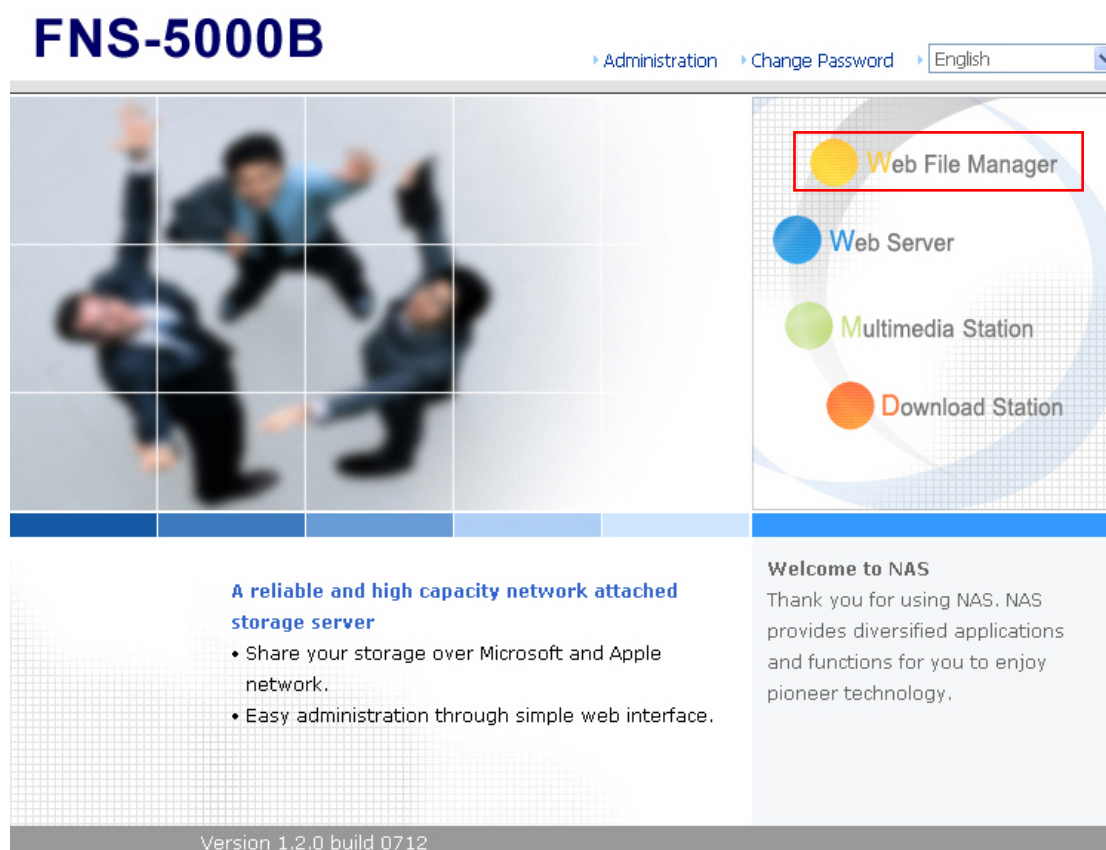 FNS-5000B
Administration
Change Password
English
Web File Manager
Web Server
Multimedia Station
Download Station
A reliable and high capacity network attached
storage server
• Share your storage over Microsoft and Apple
network.
• Easy administration through simple web interface.
Welcome to NAS
Thank you for using NAS. NAS
provides diversified applications
and functions for you to enjoy
pioneer technology.
Version 1.2.0 build 0712